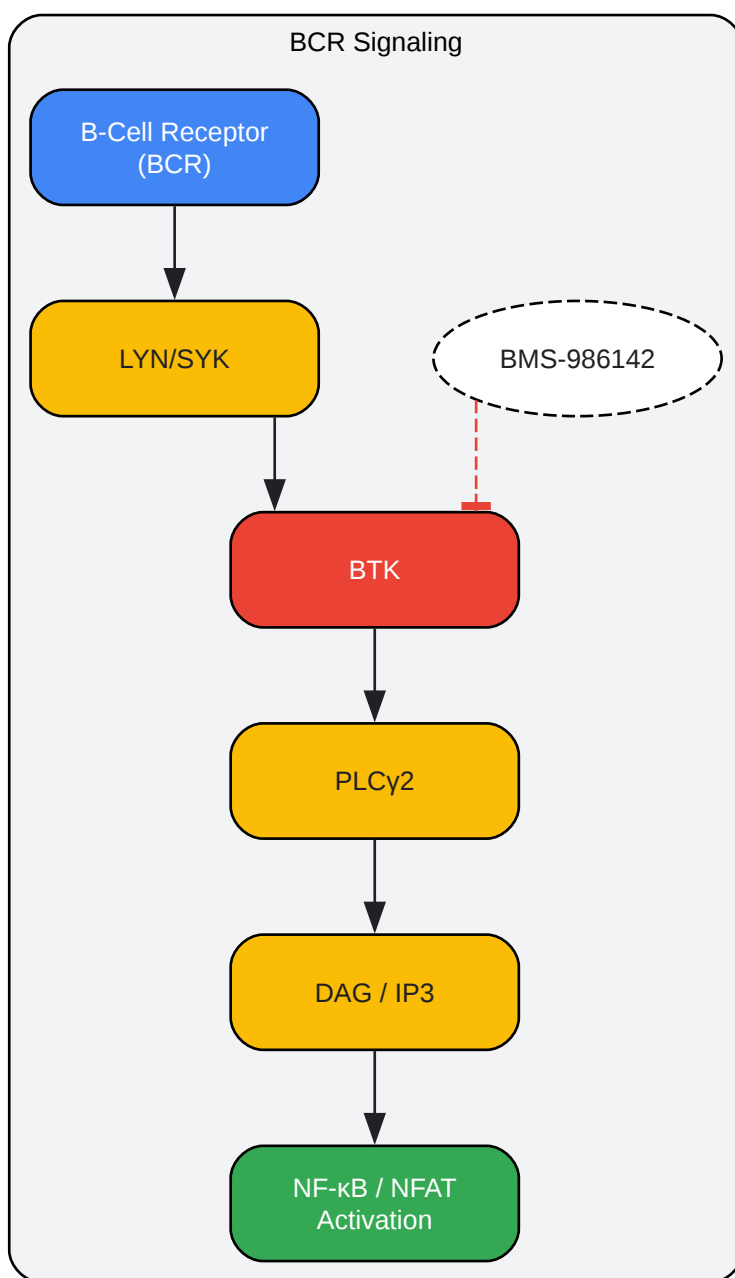 BCR Signaling
B-Cell Receptor
(BCR)
LYN/SYK
BMS-986142
BTK
PLCγ2
DAG / IP3
NF-κB / NFAT
Activation